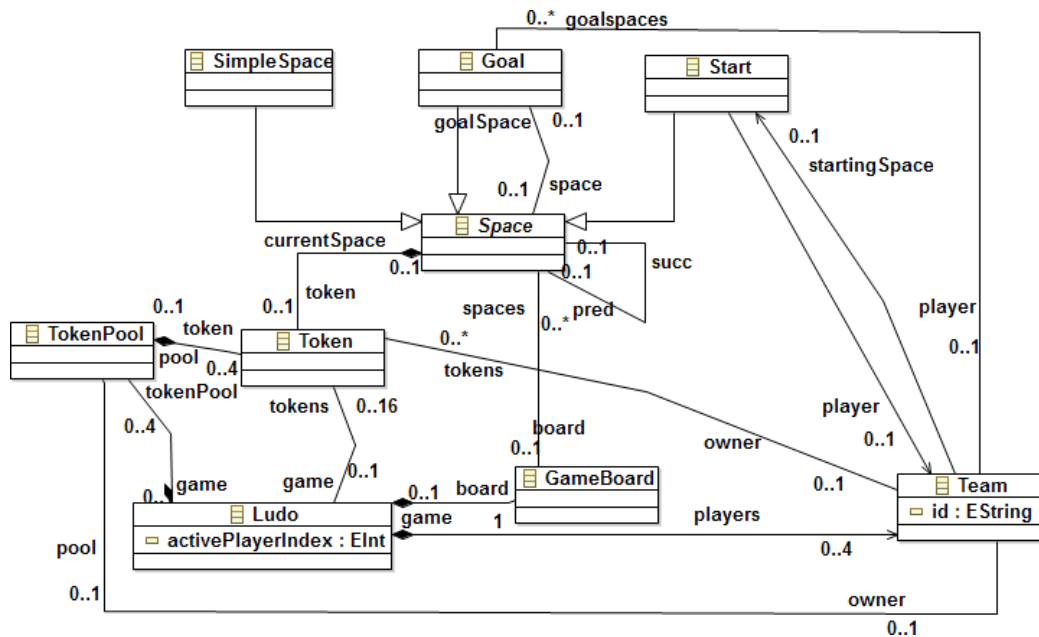 0..* goalspaces
SimpleSpace
Goal
Start
goalSpace
0..1
0..1
startingSpace
0..1
space
Space
currentSpace
0..1
0..1
0..1
succ
0..1
token
spaces
pred
0..*
player
0..1
0..1
token
TokenPool
Token
0..*
tokens
pool
0..4
tokenPool
tokens
0..16
0..4
player
0..1
board
owner
0..1
0..1
game
game
0..1
0..1
board
GameBoard
Team
id : EString
Ludo
game
1
players
activePlayerIndex : EInt
0..4
pool
0..1
owner
0..1